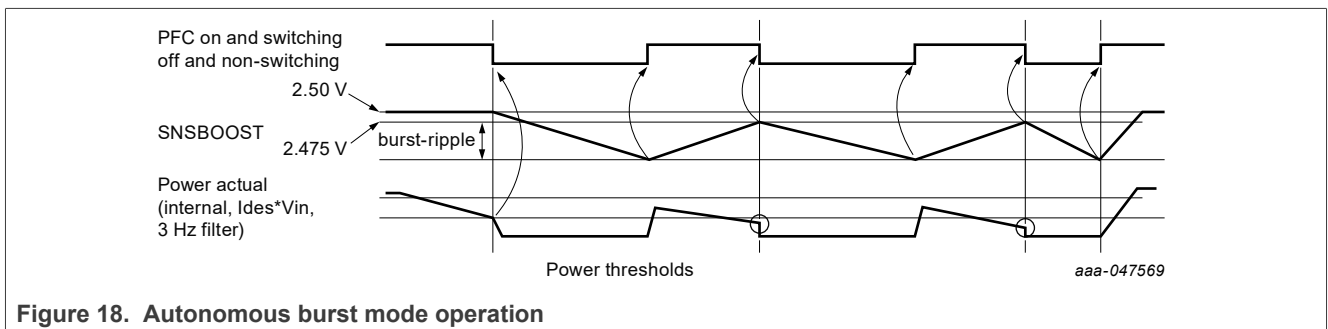 PFC on and switching
off and non-switching
2.50 V
SNSBOOST
2.475 V
burst-ripple
Power actual
(internal, Ides*Vin,
3 Hz filter)
Power thresholds
aaa-047569
Figure 18. Autonomous burst mode operation